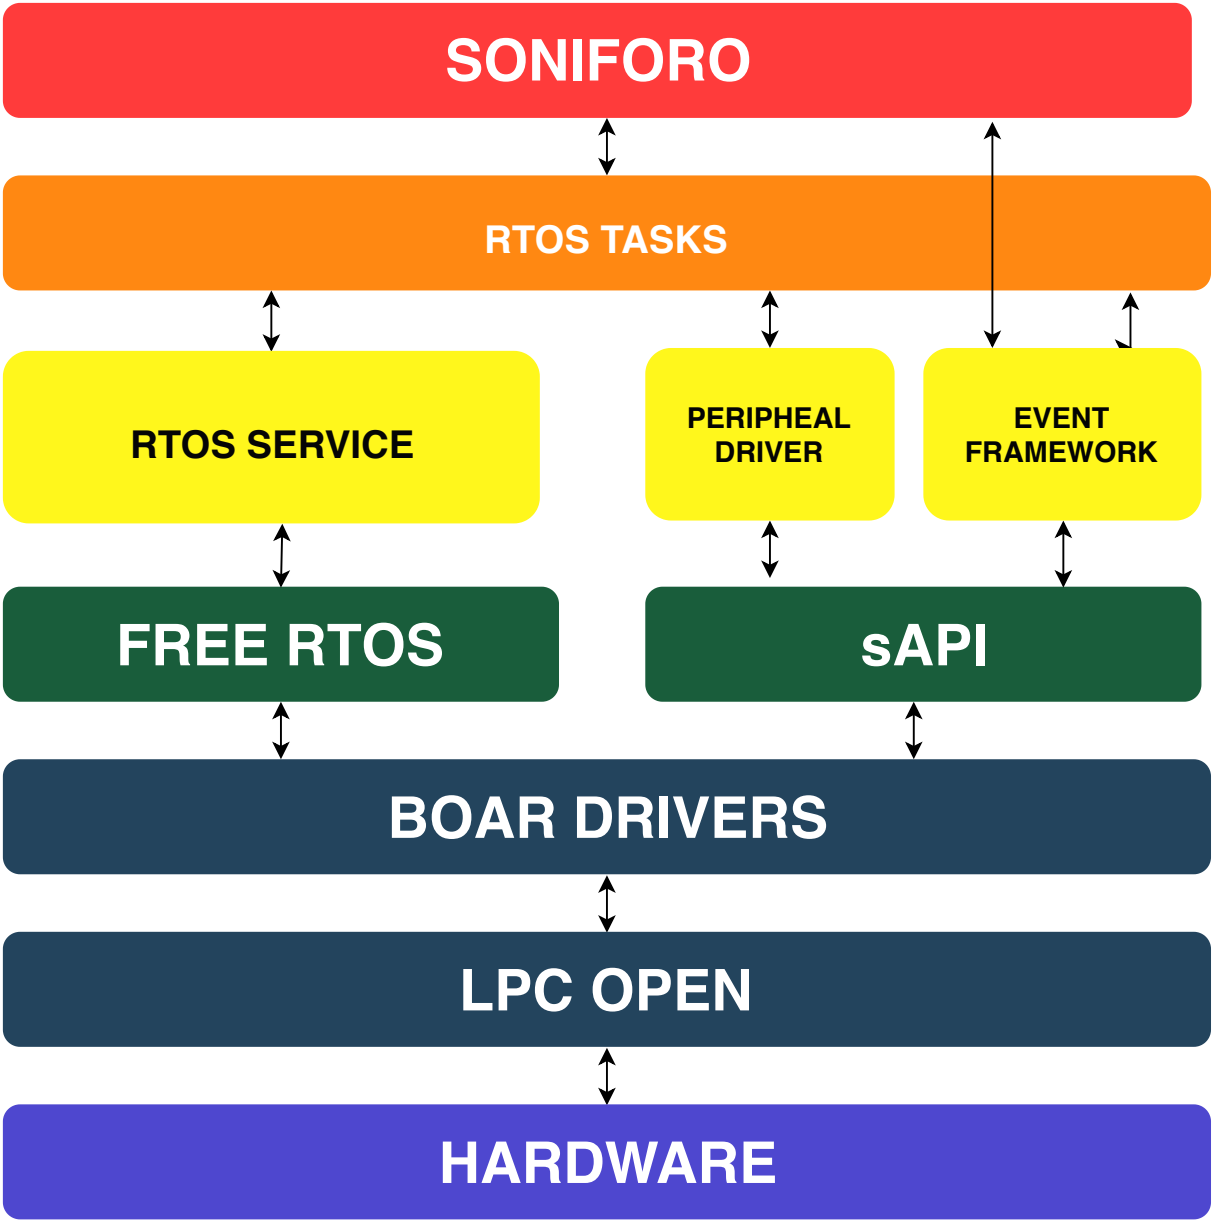 SONIFORO
RTOS TASKS
RTOS SERVICE
PERIPHEAL
DRIVER
EVENT
FRAMEWORK
FREE RTOS
sAPI
BOAR DRIVERS
LPC OPEN
HARDWARE